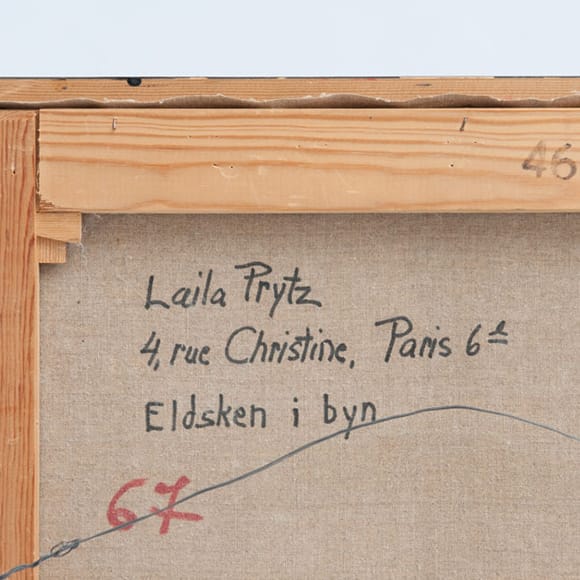 46
Laila Prytz
4, rue Christine, Paris 6e
Eldsken i byn
67